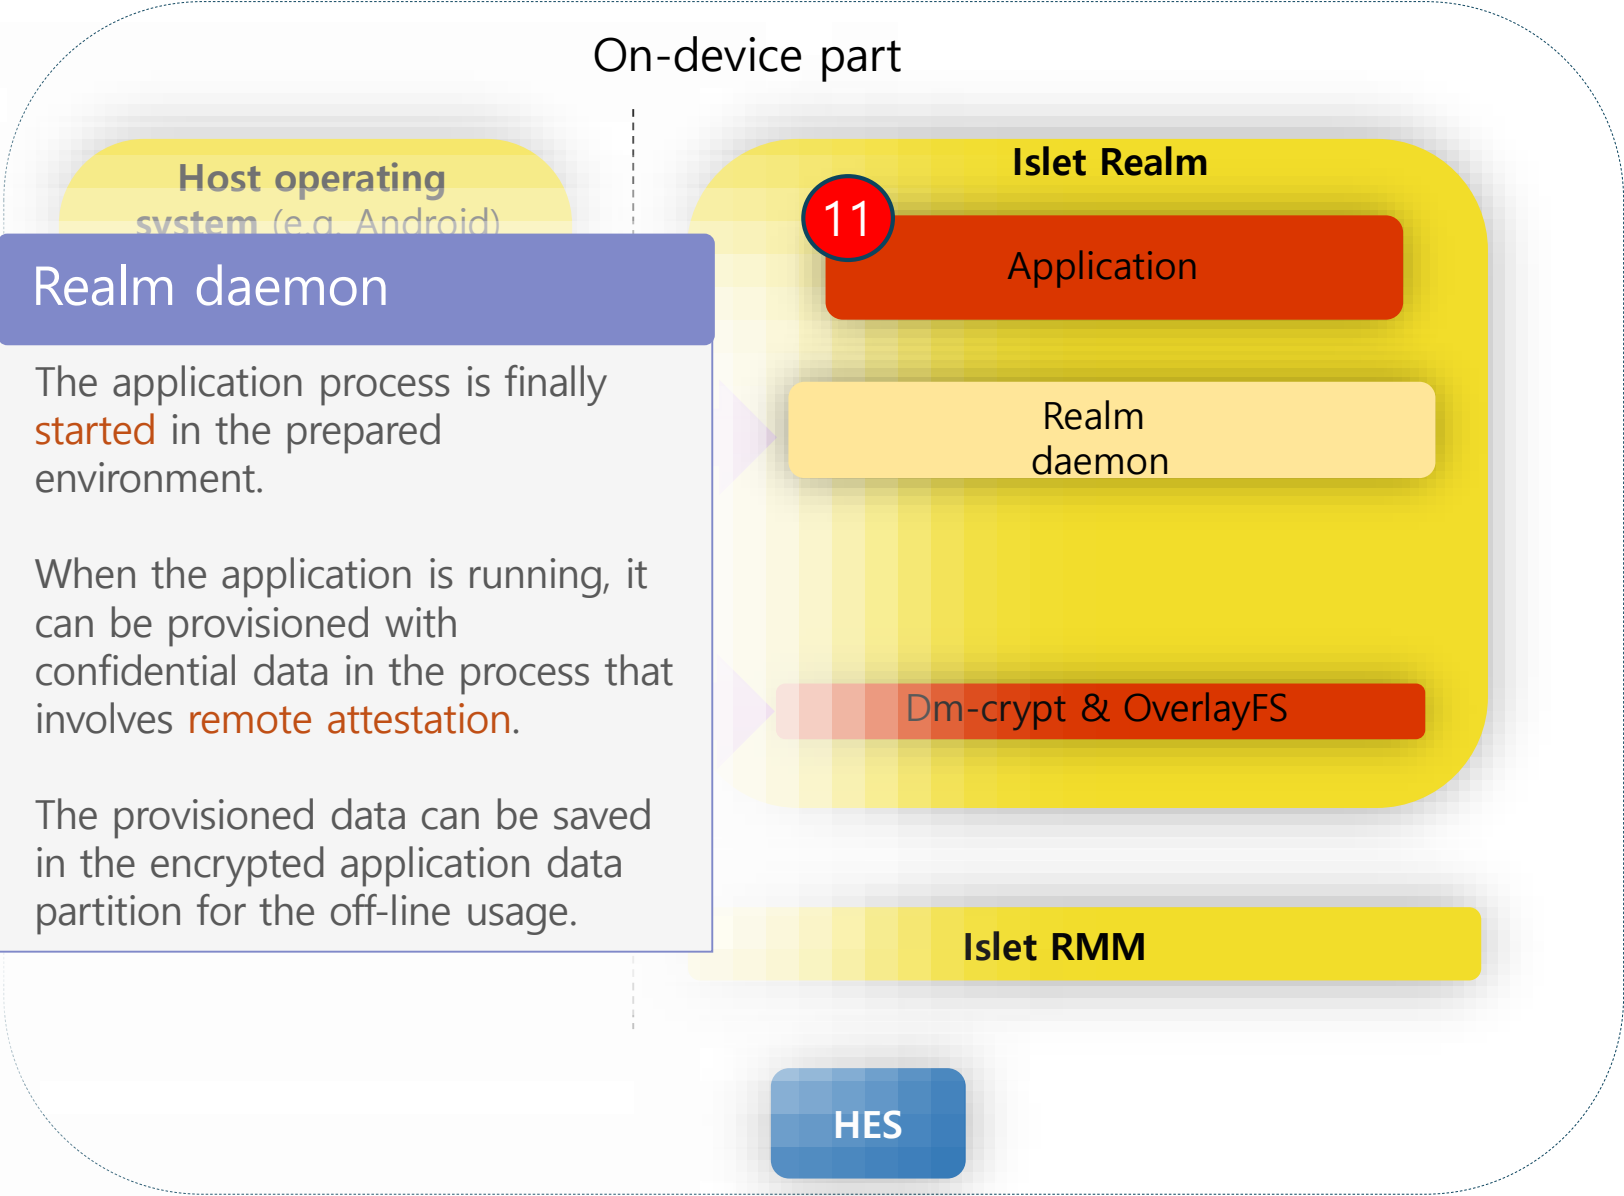 On-device part
Host operating
system (e.g. Android)
Realm daemon
The application process is finally
started in the prepared
environment.
When the application is running, it
can be provisioned with
confidential data in the process that
involves remote attestation.
The provisioned data can be saved
in the encrypted application data
partition for the off-line usage.
Islet Realm
11
Application
Realm
daemon
Dm-crypt & OverlayFS
Islet RMM
HES